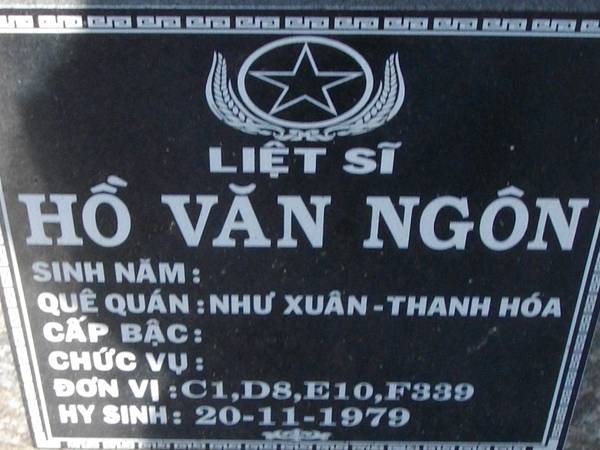 LIỆT SĨ
HỒ VĂN NGÔN
SINH NĂM :
QUÊ QUÁN : NHƯ XUÂN - THANH HÓA
CẤP BẬC :
CHỨC VỤ :
ĐƠN VỊ : C1,D8,E10,F339
HY SINH : 20-11-1979